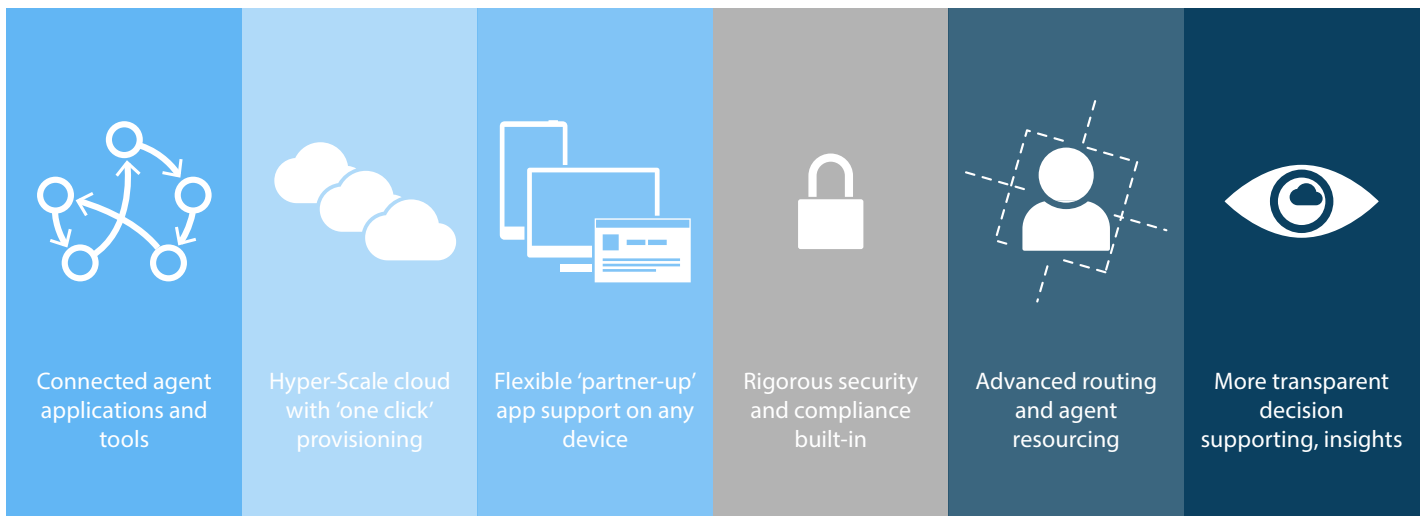 Connected agent
applications and
tools
Hyper-Scale cloud
with ‘one click’
provisioning
Flexible ‘partner-up’
app support on any
device
Rigorous security
and compliance
built-in
Advanced routing
and agent
resourcing
More transparent
decision
supporting, insights